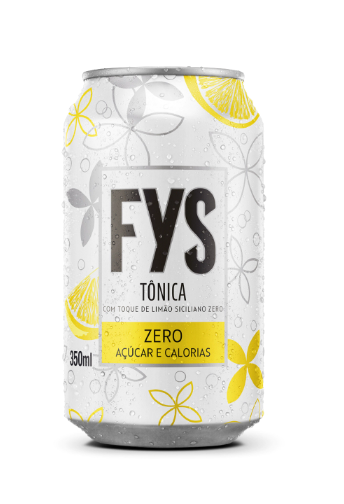 FYS
TÔNICA
COM TOQUE DE LIMÃO SICILIANO ZERO
ZERO
AÇÚCAR E CALORIAS
350ml